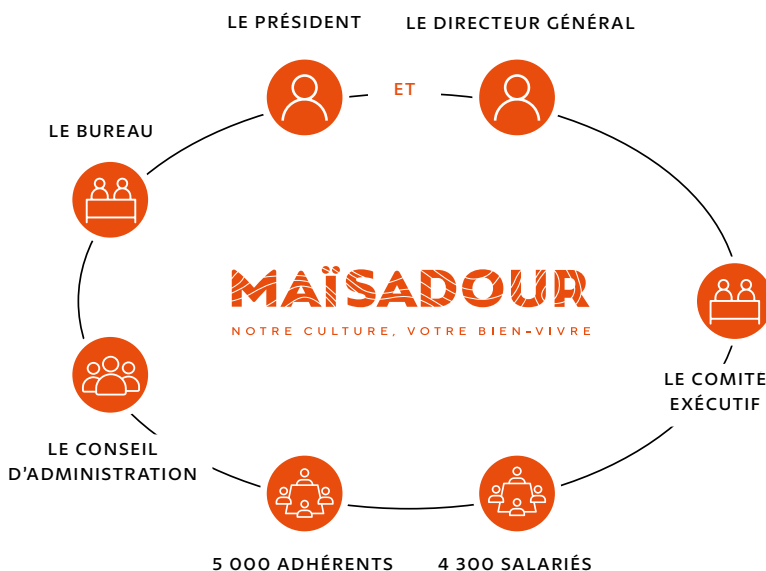 LE PRÉSIDENT
LE DIRECTEUR GÉNÉRAL
ET
LE BUREAU
MAÏSADOUR
NOTRE CULTURE, VOTRE BIEN-VIVRE
LE COMITE
EXÉCUTIF
LE CONSEIL
D'ADMINISTRATION
5 000 ADHÉRENTS
4 300 SALARIÉS